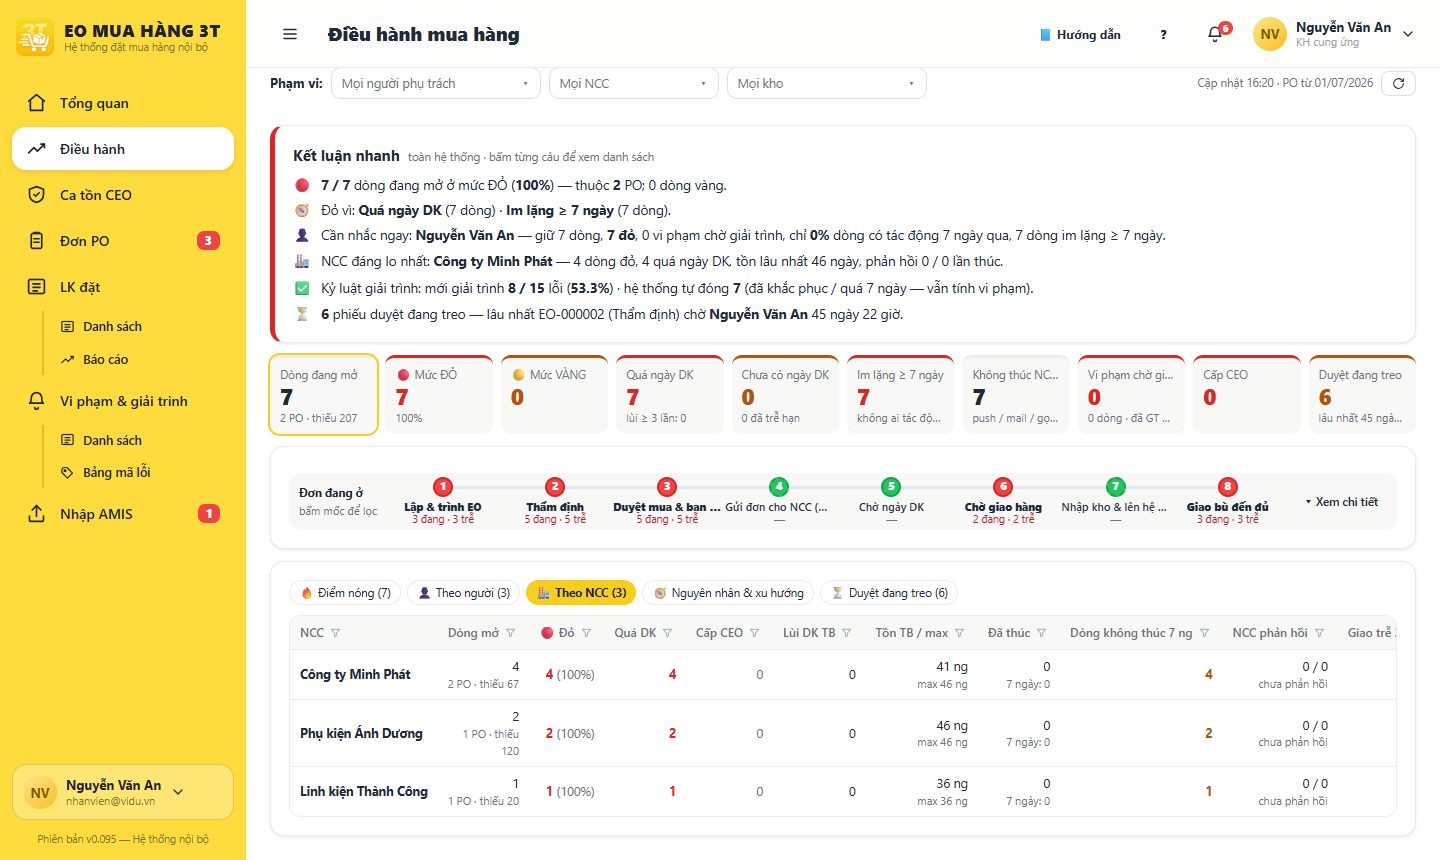 3T
EO MUA HÀNG 3T
Hệ thống đặt mua hàng nội bộ
Tổng quan
Điều hành
Ca tồn CEO
Đơn PO 3
LK đặt
Danh sách
Báo cáo
Vi phạm & giải trình
Danh sách
Bảng mã lỗi
Nhập AMIS 1
NV Nguyễn Văn An
nhanvien@vidu.vn
Phiên bản v0.095 — Hệ thống nội bộ
Điều hành mua hàng
Hướng dẫn ? 6 NV Nguyễn Văn An
KH cung ứng
Phạm vi: Mọi người phụ trách Mọi NCC Mọi kho Cập nhật 16:20 · PO từ 01/07/2026
Kết luận nhanh toàn hệ thống · bấm từng câu để xem danh sách
7 / 7 dòng đang mở ở mức ĐỎ (100%) — thuộc 2 PO; 0 dòng vàng.
Đỏ vì: Quá ngày DK (7 dòng) · Im lặng ≥ 7 ngày (7 dòng).
Cần nhắc ngay: Nguyễn Văn An — giữ 7 dòng, 7 đỏ, 0 vi phạm chờ giải trình, chỉ 0% dòng có tác động 7 ngày qua, 7 dòng im lặng ≥ 7 ngày.
NCC đáng lo nhất: Công ty Minh Phát — 4 dòng đỏ, 4 quá ngày DK, tồn lâu nhất 46 ngày, phản hồi 0 / 0 lần thúc.
Kỷ luật giải trình: mới giải trình 8 / 15 lỗi (53.3%) · hệ thống tự đóng 7 (đã khắc phục / quá 7 ngày — vẫn tính vi phạm).
6 phiếu duyệt đang treo — lâu nhất EO-000002 (Thẩm định) chờ Nguyễn Văn An 45 ngày 22 giờ.
Dòng đang mở
7
2 PO · thiếu 207
Mức ĐỎ
7
100%
Mức VÀNG
0
Quá ngày DK
7
lùi ≥ 3 lần: 0
Chưa có ngày DK
0
0 đã trễ hạn
Im lặng ≥ 7 ngày
7
không ai tác độ...
Không thúc NC...
7
push / mail / gọ...
Vi phạm chờ gi...
0
0 dòng · đã GT ...
Cấp CEO
0
Duyệt đang treo
6
lâu nhất 45 ngà...
Đơn đang ở
bấm mốc để lọc
1
Lập & trình EO
3 đang · 3 trễ
2
Thẩm định
5 đang · 5 trễ
3
Duyệt mua & ban ...
5 đang · 5 trễ
4
Gửi đơn cho NCC (...
—
5
Chờ ngày DK
—
6
Chờ giao hàng
2 đang · 2 trễ
7
Nhập kho & lên hệ ...
—
8
Giao bù đến đủ
3 đang · 3 trễ
Xem chi tiết
Điểm nóng (7) Theo người (3) Theo NCC (3) Nguyên nhân & xu hướng Duyệt đang treo (6)
NCC Dòng mở Đỏ Quá DK Cấp CEO Lùi DK TB Tồn TB / max Đã thúc Dòng không thúc 7 ng NCC phản hồi Giao trễ
Công ty Minh Phát 4 4 (100%) 4 0 0 41 ng 0 4 0 / 0
2 PO · thiếu 67 max 46 ng 7 ngày: 0 chưa phản hồi
Phụ kiện Ánh Dương 2 2 (100%) 2 0 0 46 ng 0 2 0 / 0
1 PO · thiếu 120 max 46 ng 7 ngày: 0 chưa phản hồi
Linh kiện Thành Công 1 1 (100%) 1 0 0 36 ng 0 1 0 / 0
1 PO · thiếu 20 max 36 ng 7 ngày: 0 chưa phản hồi